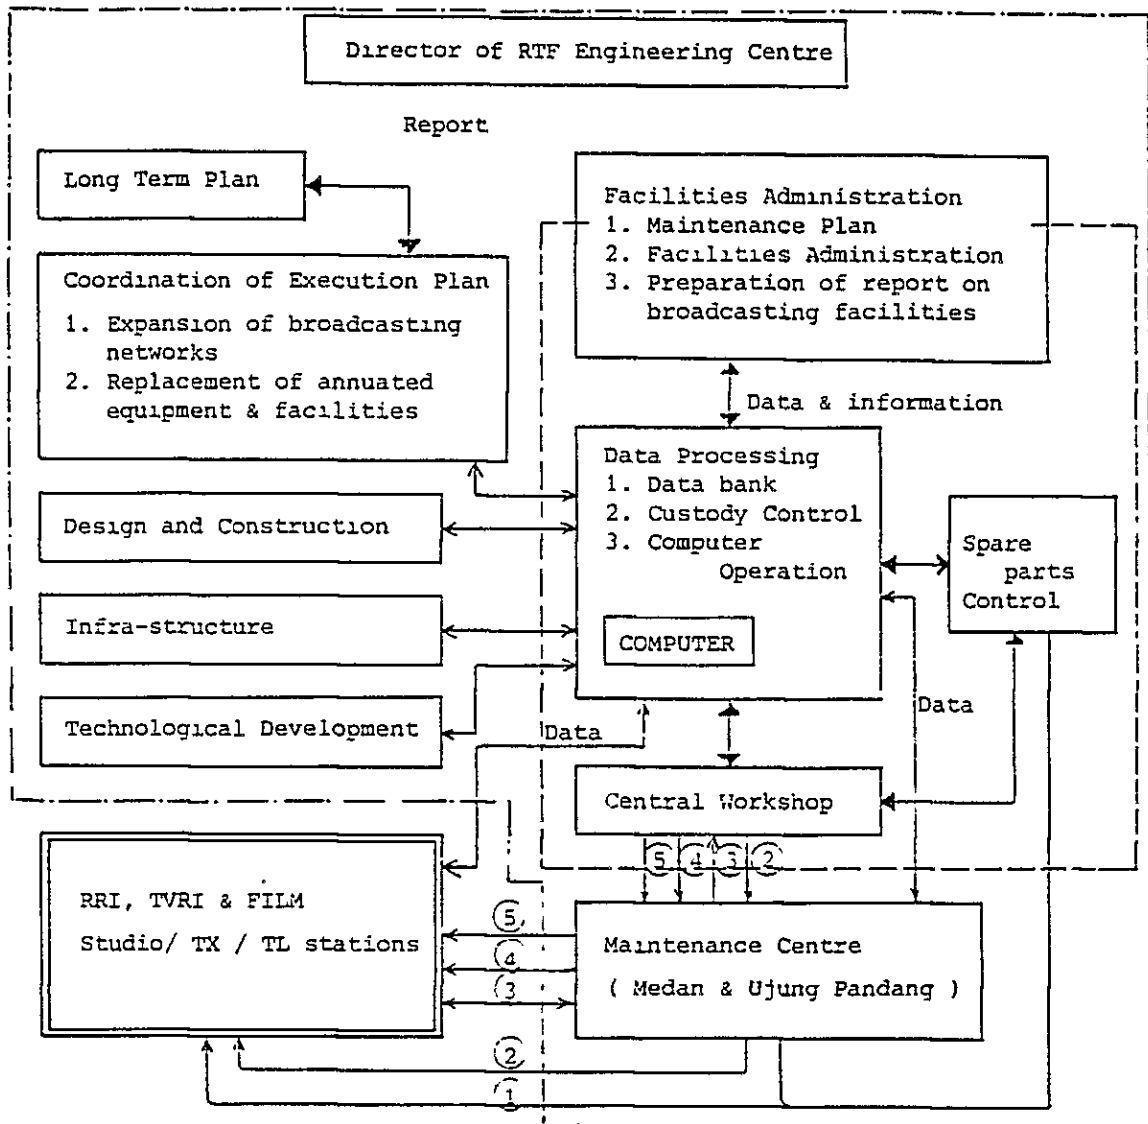 Director of RTF Engineering Centre
Report
Long Term Plan
Coordination of Execution Plan
1. Expansion of broadcasting
networks
2. Replacement of annuated
equipment & facilities
Facilities Administration
1. Maintenance Plan
2. Facilities Administration
3. Preparation of report on
broadcasting facilities
Data & information
Design and Construction
Infra-structure
Technological Development
Data Processing
1. Data bank
2. Custody Control
3. Computer
Operation
COMPUTER
Spare
parts
Control
Data
Data
Central Workshop
⑤ ④ ③ ②
RRI, TVRI & FILM
Studio/ TX / TL stations
⑤
④
③
Maintenance Centre
( Medan & Ujung Pandang )
②
①